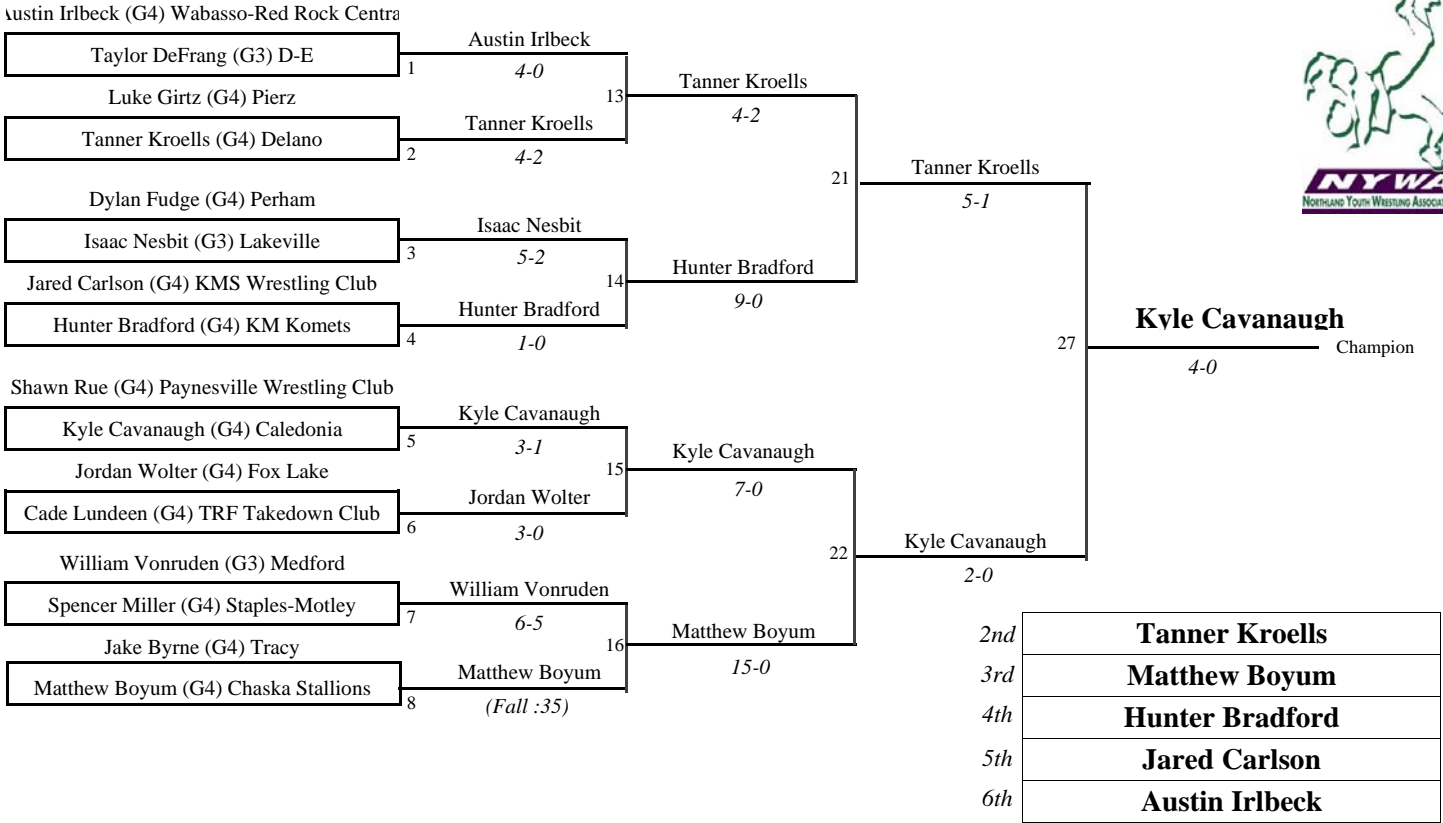 Austin Irlbeck (G4) Wabasso-Red Rock Centra
Taylor DeFrang (G3) D-E
1
Austin Irlbeck
4-0
Luke Girtz (G4) Pierz
Tanner Kroells (G4) Delano
2
Tanner Kroells
4-2
13
Tanner Kroells
4-2
Dylan Fudge (G4) Perham
Isaac Nesbit (G3) Lakeville
3
Isaac Nesbit
5-2
Jared Carlson (G4) KMS Wrestling Club
Hunter Bradford (G4) KM Komets
4
Hunter Bradford
1-0
14
Hunter Bradford
9-0
21
Tanner Kroells
5-1
Shawn Rue (G4) Paynesville Wrestling Club
Kyle Cavanaugh (G4) Caledonia
5
Kyle Cavanaugh
3-1
Jordan Wolter (G4) Fox Lake
Cade Lundeen (G4) TRF Takedown Club
6
Jordan Wolter
3-0
15
Kyle Cavanaugh
7-0
William Vonruden (G3) Medford
Spencer Miller (G4) Staples-Motley
7
William Vonruden
6-5
Jake Byrne (G4) Tracy
Matthew Boyum (G4) Chaska Stallions
8
Matthew Boyum
(Fall :35)
16
Matthew Boyum
15-0
22
Kyle Cavanaugh
2-0
27
Kyle Cavanaugh
Champion
4-0
NYWA
NORTHLAND YOUTH WRESTLING
2nd Tanner Kroells
3rd Matthew Boyum
4th Hunter Bradford
5th Jared Carlson
6th Austin Irlbeck